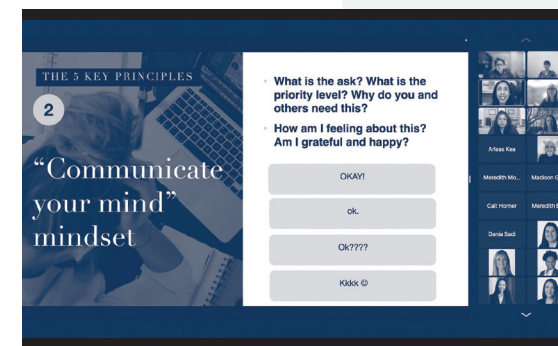 THE 5 KEY PRINCIPLES
2
“Communicate
your mind”
mindset
What is the ask? What is the
priority level? Why do you and
others need this?
How am I feeling about this?
Am I grateful and happy?
OKAY!
ok.
Ok????
Kkkk ☺
Meredith Mo...
Madison G
Cait Horner
Meredith
Dania Sadi